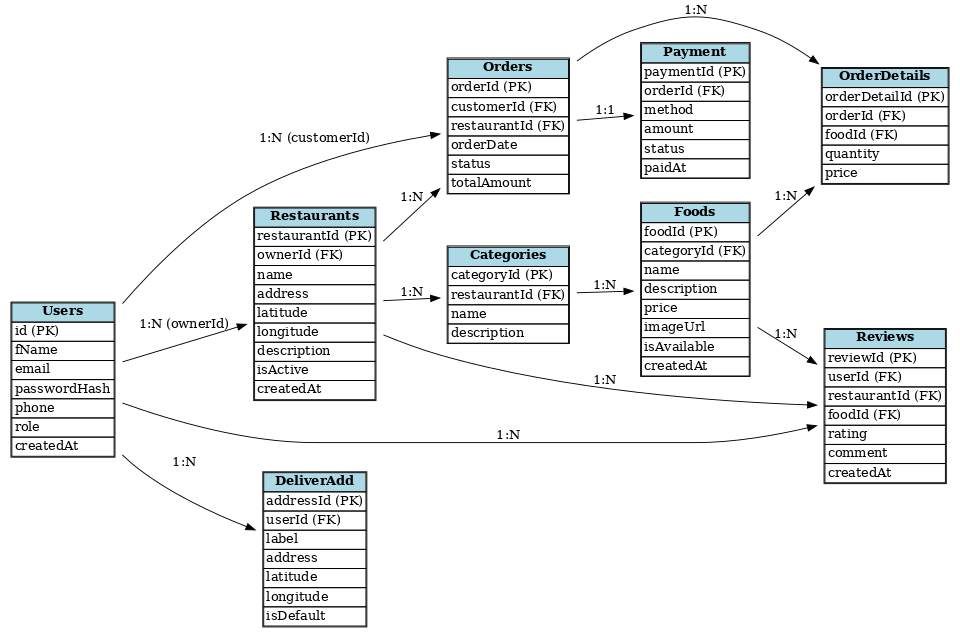 Users
id (PK)
fName
email
passwordHash
phone
role
createdAt
1:N (customerId)
1:N (ownerId)
1:N
1:N
Restaurants
restaurantId (PK)
ownerId (FK)
name
address
latitude
longitude
description
isActive
createdAt
DeliverAdd
addressId (PK)
userId (FK)
label
address
latitude
longitude
isDefault
1:N
1:N
1:N
Orders
orderId (PK)
customerId (FK)
restaurantId (FK)
orderDate
status
totalAmount
Categories
categoryId (PK)
restaurantId (FK)
name
description
1:N
1:1
1:N
Payment
paymentId (PK)
orderId (FK)
method
amount
status
paidAt
Foods
foodId (PK)
categoryId (FK)
name
description
price
imageUrl
isAvailable
createdAt
1:N
1:N
OrderDetails
orderDetailId (PK)
orderId (FK)
foodId (FK)
quantity
price
Reviews
reviewId (PK)
userId (FK)
restaurantId (FK)
foodId (FK)
rating
comment
createdAt